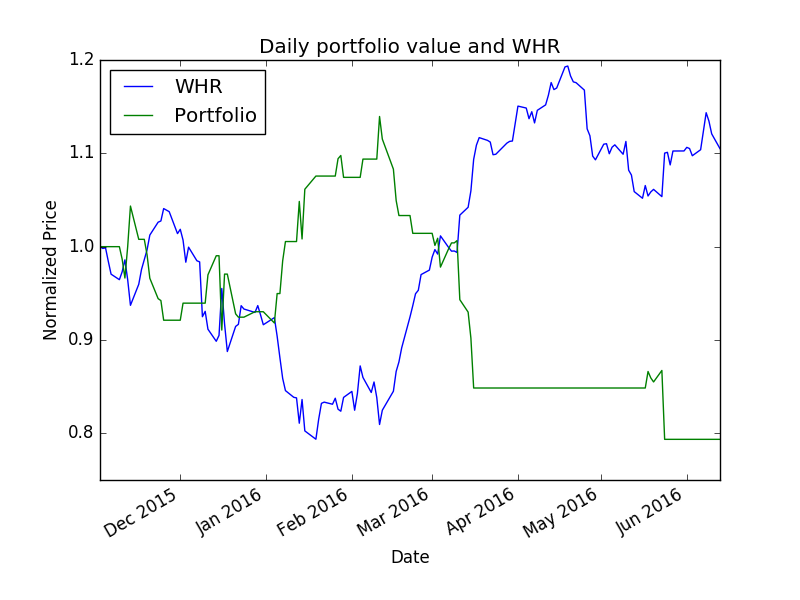 Daily portfolio value and WHR
WHR
Portfolio
Normalized Price
1.2
1.1
1.0
0.9
0.8
Dec 2015
Jan 2016
Feb 2016
Mar 2016
Apr 2016
May 2016
Jun 2016
Date